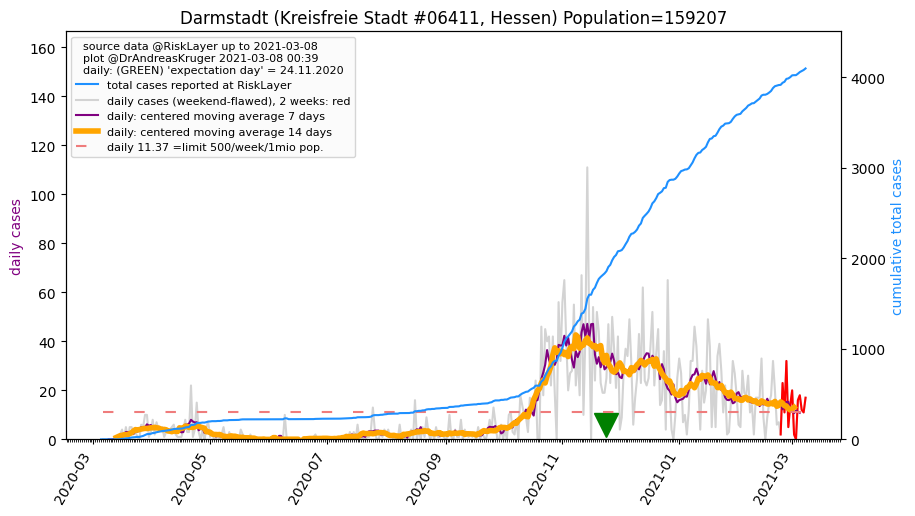 Darmstadt (Kreisfreie Stadt #06411, Hessen) Population=159207
source data @RiskLayer up to 2021-03-08
plot @DrAndreasKruger 2021-03-08 00:39
daily: (GREEN) 'expectation day' = 24.11.2020
total cases reported at RiskLayer
daily cases (weekend-flawed), 2 weeks: red
daily: centered moving average 7 days
daily: centered moving average 14 days
daily 11.37 =limit 500/week/1mio pop.
daily cases
160
140
120
100
80
60
40
20
0
cumulative total cases
4000
3000
2000
1000
0
2020-03
2020-05
2020-07
2020-09
2020-11
2021-01
2021-03